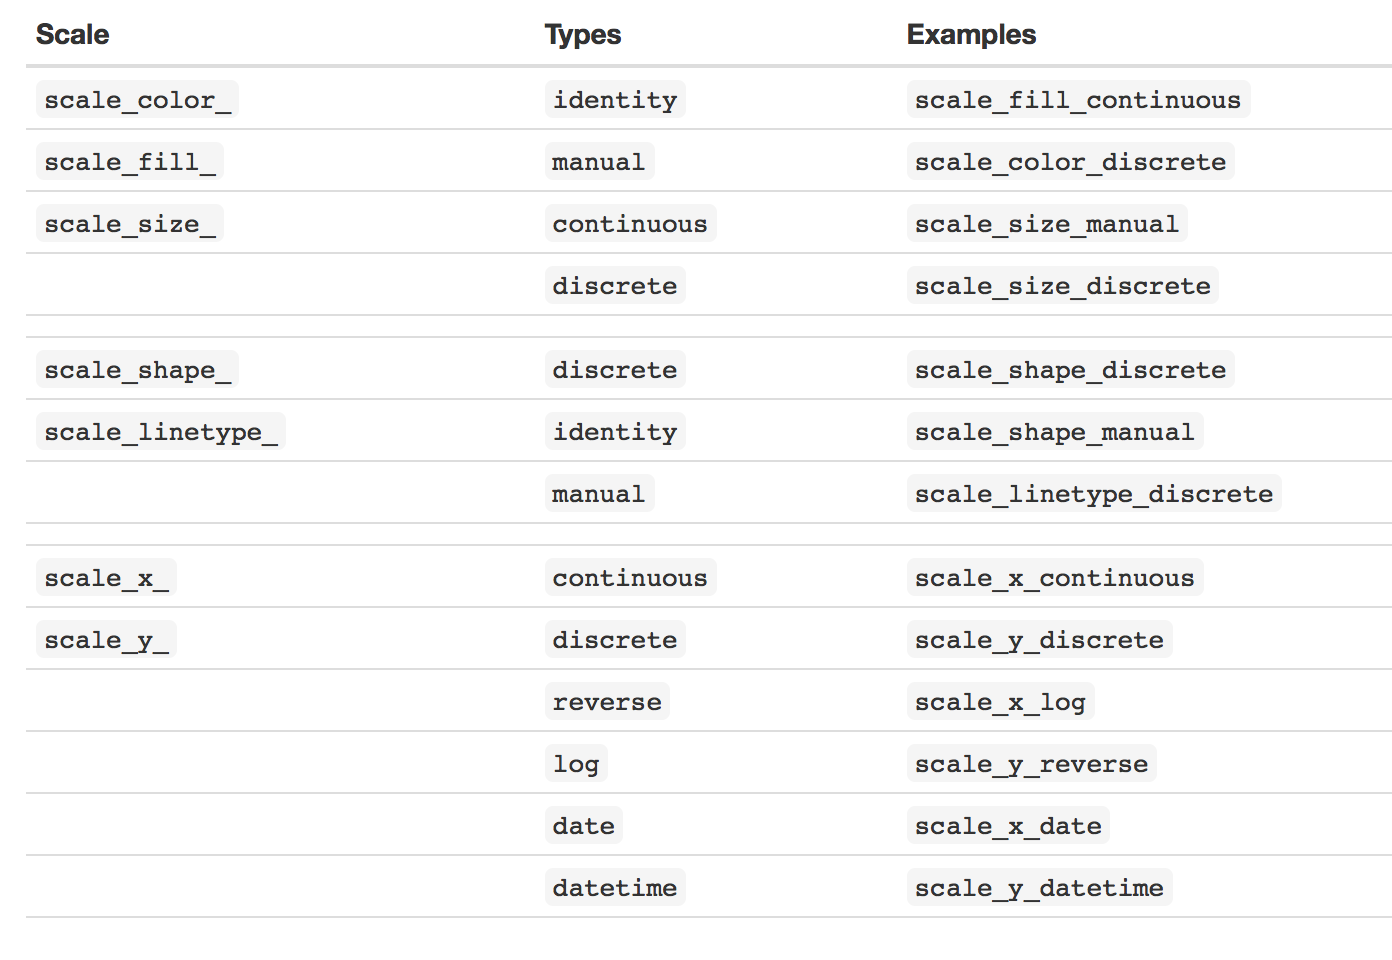 Scale Types Examples
scale_color_ identity scale_fill_continuous
scale_fill_ manual scale_color_discrete
scale_size_ continuous scale_size_manual
discrete scale_size_discrete
scale_shape_ discrete scale_shape_discrete
scale_linetype_ identity scale_shape_manual
manual scale_linetype_discrete
scale_x_ continuous scale_x_continuous
scale_y_ discrete scale_y_discrete
reverse scale_x_log
log scale_y_reverse
date scale_x_date
datetime scale_y_datetime